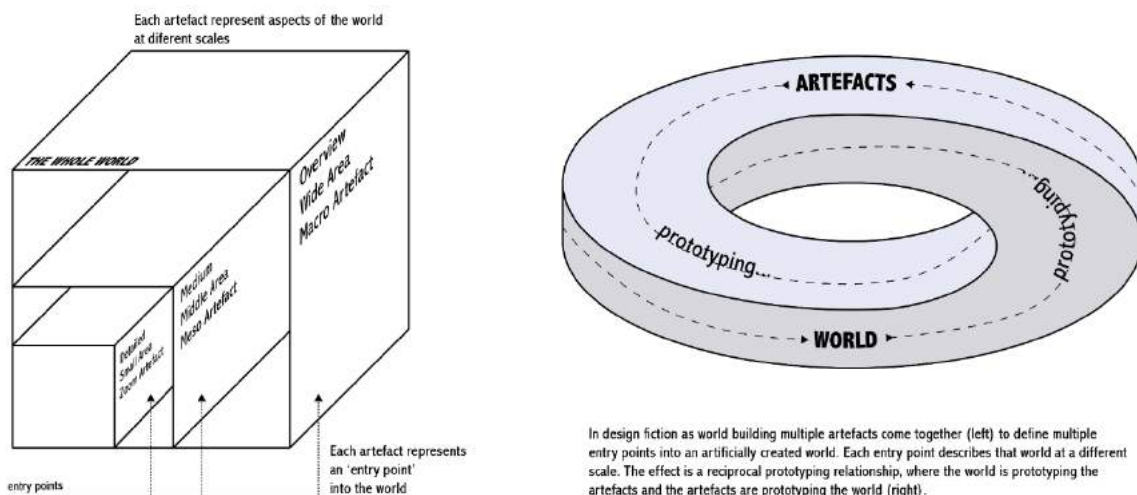 Each artefact represent aspects of the world
at diferent scales
THE WHOLE WORLD
Overview
Wide Area
Macro Artefact
Medium
Middle Area
Meso Artefact
Detailed
Small Area
Zoom Artefact
Each artefact represents
an 'entry point'
into the world
entry points
ARTEFACTS
prototyping...
prototyping...
WORLD
In design fiction as world building multiple artefacts come together (left) to define multiple
entry points into an artificially created world. Each entry point describes that world at a different
scale. The effect is a reciprocal prototyping relationship, where the world is prototyping the
artefacts and the artefacts are prototyping the world (right).